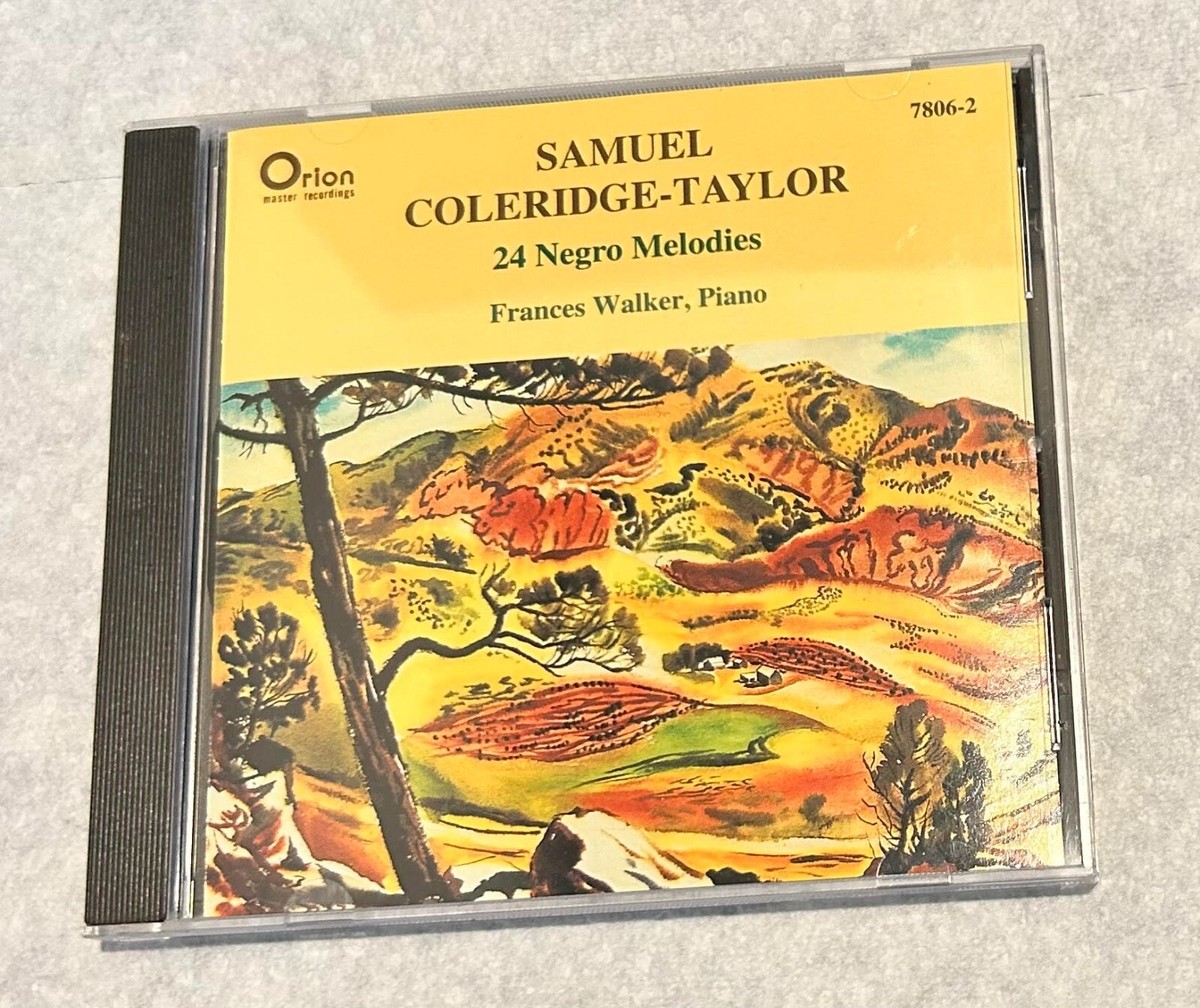 7806-2
Orion
master recordings
SAMUEL
COLERIDGE-TAYLOR
24 Negro Melodies
Frances Walker, Piano